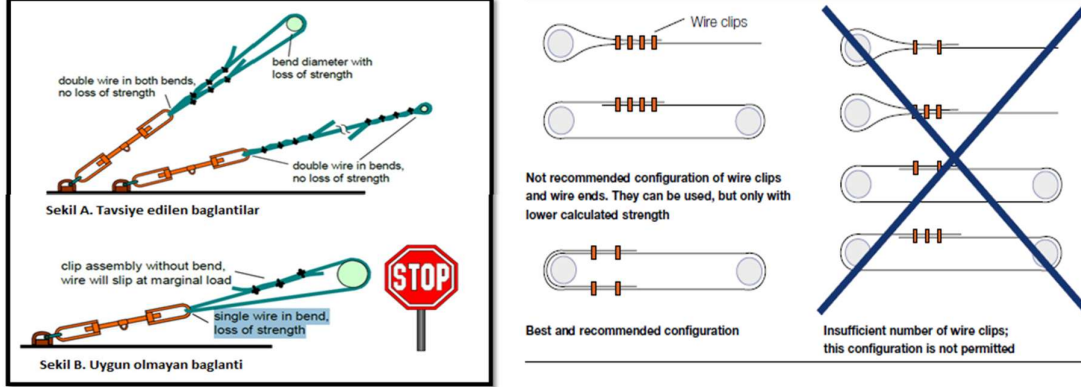 bend diameter with
loss of strength
double wire in both bends,
no loss of strength
double wire in bends,
no loss of strength
Sekil A. Tavsiye edilen baglantilar
clip assembly without bend,
wire will slip at marginal load
STOP
single wire in bend,
loss of strength
Sekil B. Uygun olmayan baglanti
Wire clips
Not recommended configuration of wire clips
and wire ends. They can be used, but only with
lower calculated strength
Best and recommended configuration
Insufficient number of wire clips;
this configuration is not permitted